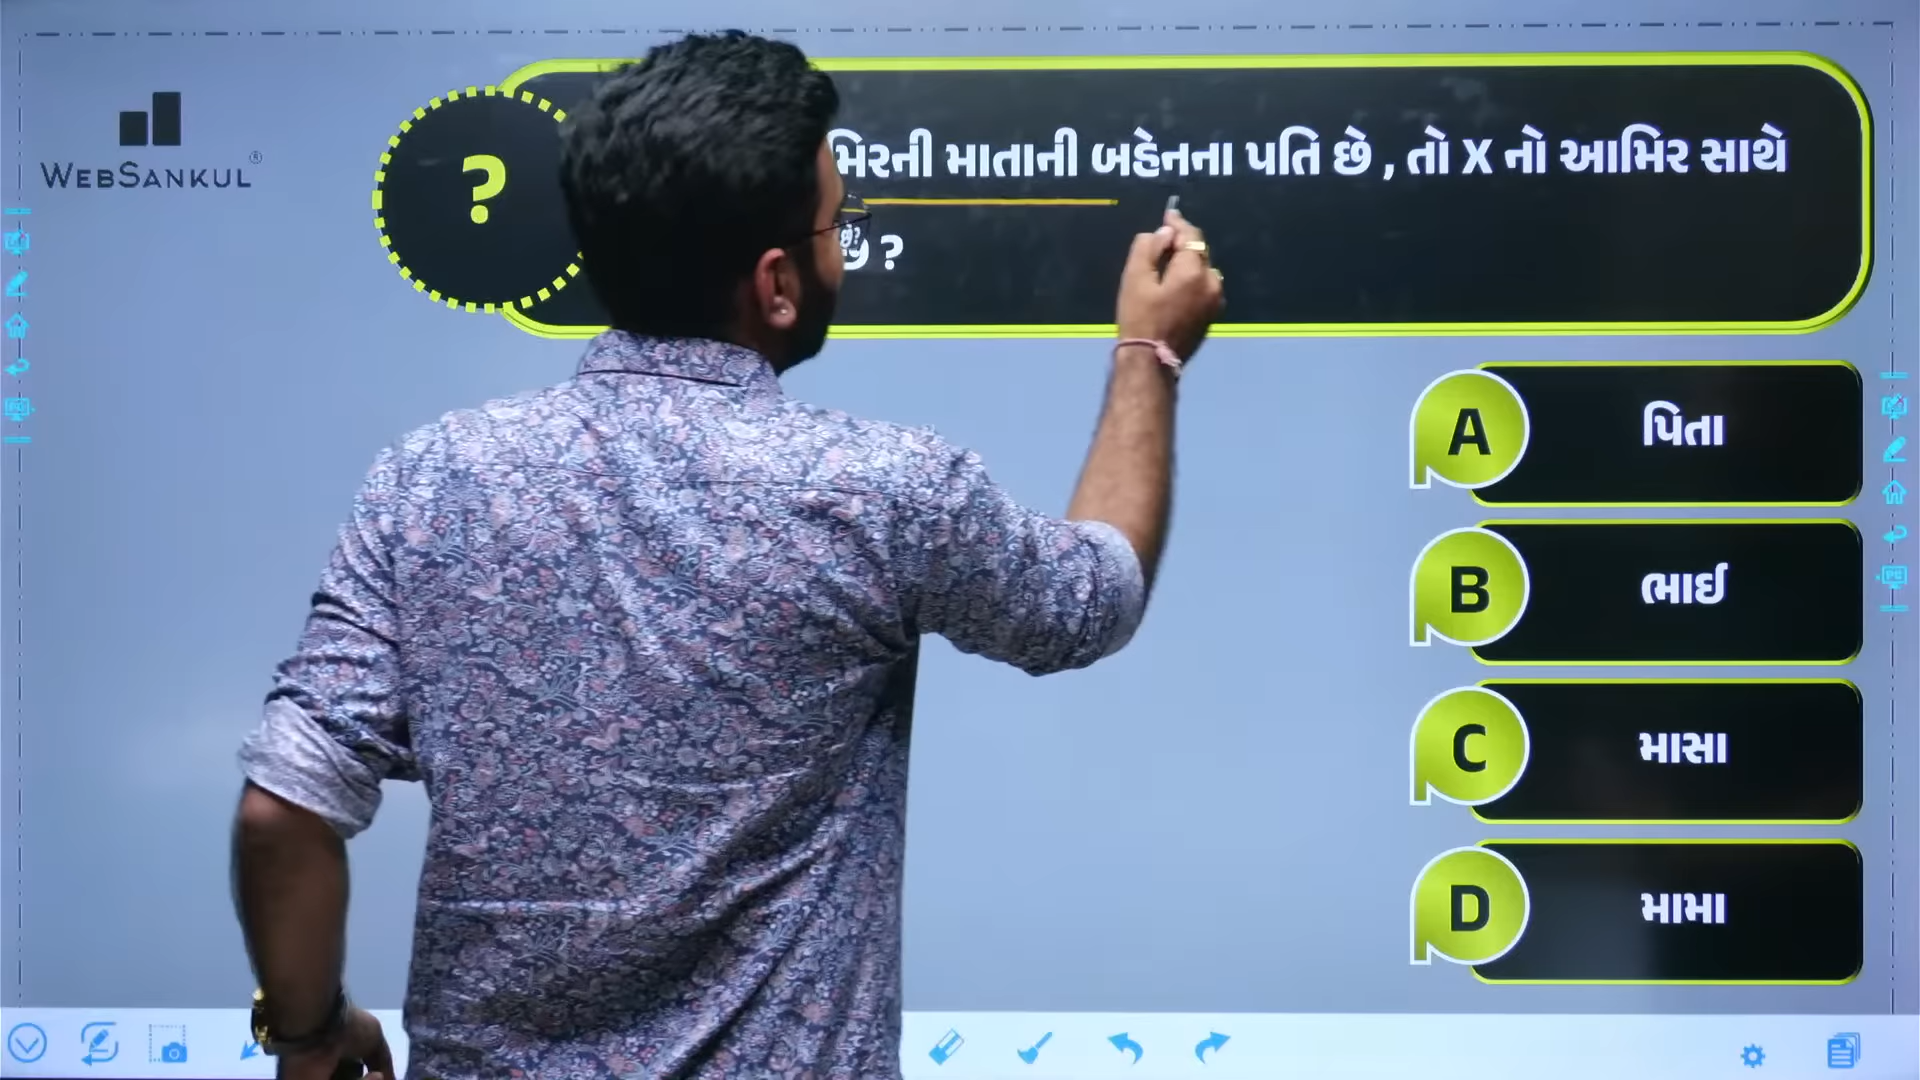 WEBSANKUL®
?
મિરની માતાની બહેનના પતિ છે , તો X નો આમિર સાથે
છે ?
A પિતા
B ભાઈ
C માસા
D મામા